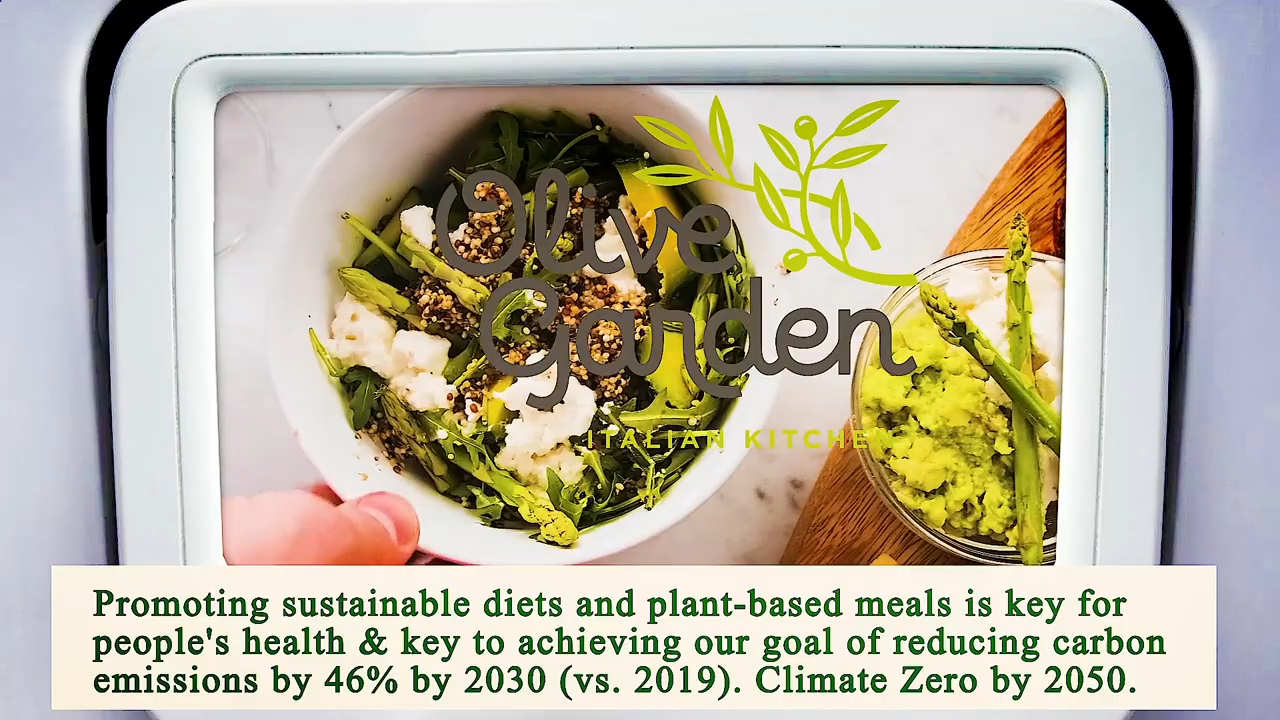 Olive
Garden
ITALIAN KITCHEN
Promoting sustainable diets and plant-based meals is key for
people's health & key to achieving our goal of reducing carbon
emissions by 46% by 2030 (vs. 2019). Climate Zero by 2050.